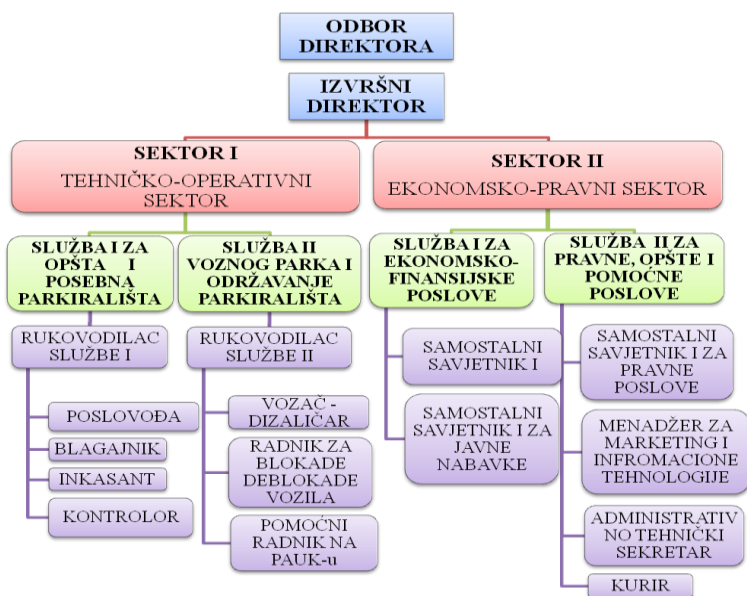 ODBOR
DIREKTORA
IZVRŠNI
DIREKTOR
SEKTOR I
TEHNIČKO-OPERATIVNI
SEKTOR
SEKTOR II
EKONOMSKO-PRAVNI SEKTOR
SLUŽBA I ZA
OPŠTA I
POSEBNA
PARKIRALIŠTA
SLUŽBA II
VOZNOG PARKA I
ODRŽAVANJE
PARKIRALIŠTA
SLUŽBA I ZA
EKONOMSKO-
FINANSIJSKE
POSLOVE
SLUŽBA II ZA
PRAVNE, OPŠTE I
POMOĆNE
POSLOVE
RUKOVODILAC
SLUŽBE I
POSLOVOĐA
BLAGAJNIK
INKASANT
KONTROLOR
RUKOVODILAC
SLUŽBE II
VOZAČ -
DIZALIČAR
RADNIK ZA
BLOKADE
DEBLOKADE
VOZILA
POMOĆNI
RADNIK NA
PAUK-u
SAMOSTALNI
SAVJETNIK I
SAMOSTALNI
SAVJETNIK I ZA
JAVNE
NABAVKE
SAMOSTALNI
SAVJETNIK I ZA
PRAVNE
POSLOVE
MENADŽER ZA
MARKETING I
INFROMACIONE
TEHNOLOGIJE
ADMINISTRATIV
NO TEHNIČKI
SEKRETAR
KURIR